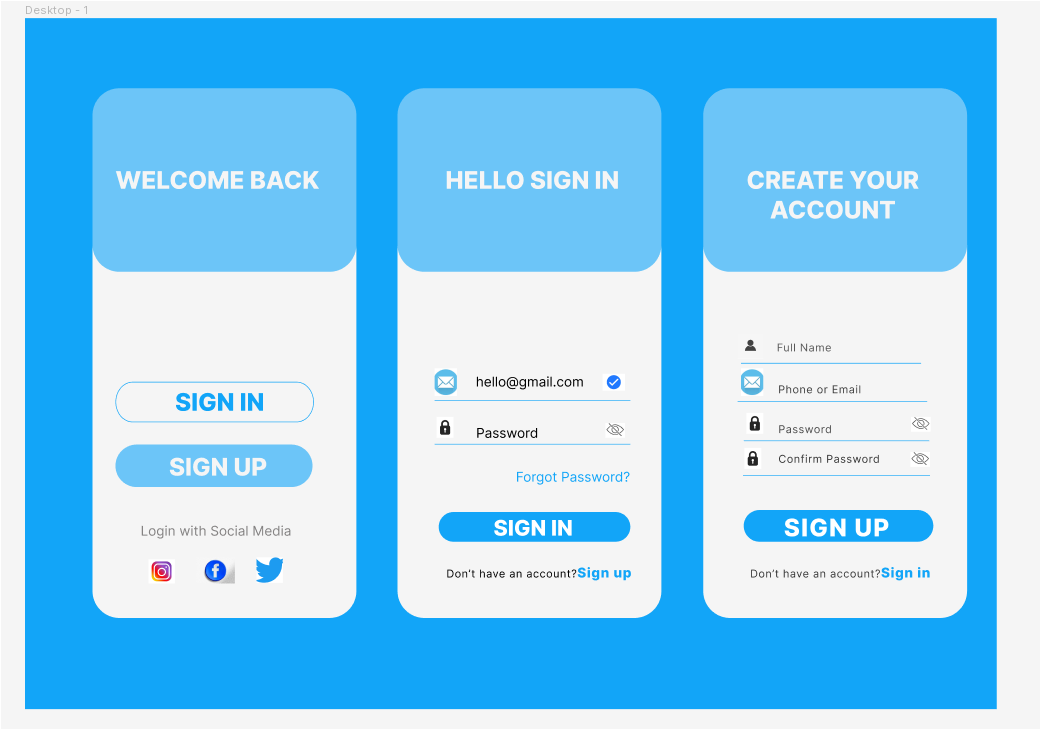 Desktop - 1
WELCOME BACK
SIGN IN
SIGN UP
Login with Social Media
HELLO SIGN IN
hello@gmail.com
Password
Forgot Password?
SIGN IN
Don't have an account?Sign up
CREATE YOUR
ACCOUNT
Full Name
Phone or Email
Password
Confirm Password
SIGN UP
Don't have an account?Sign in